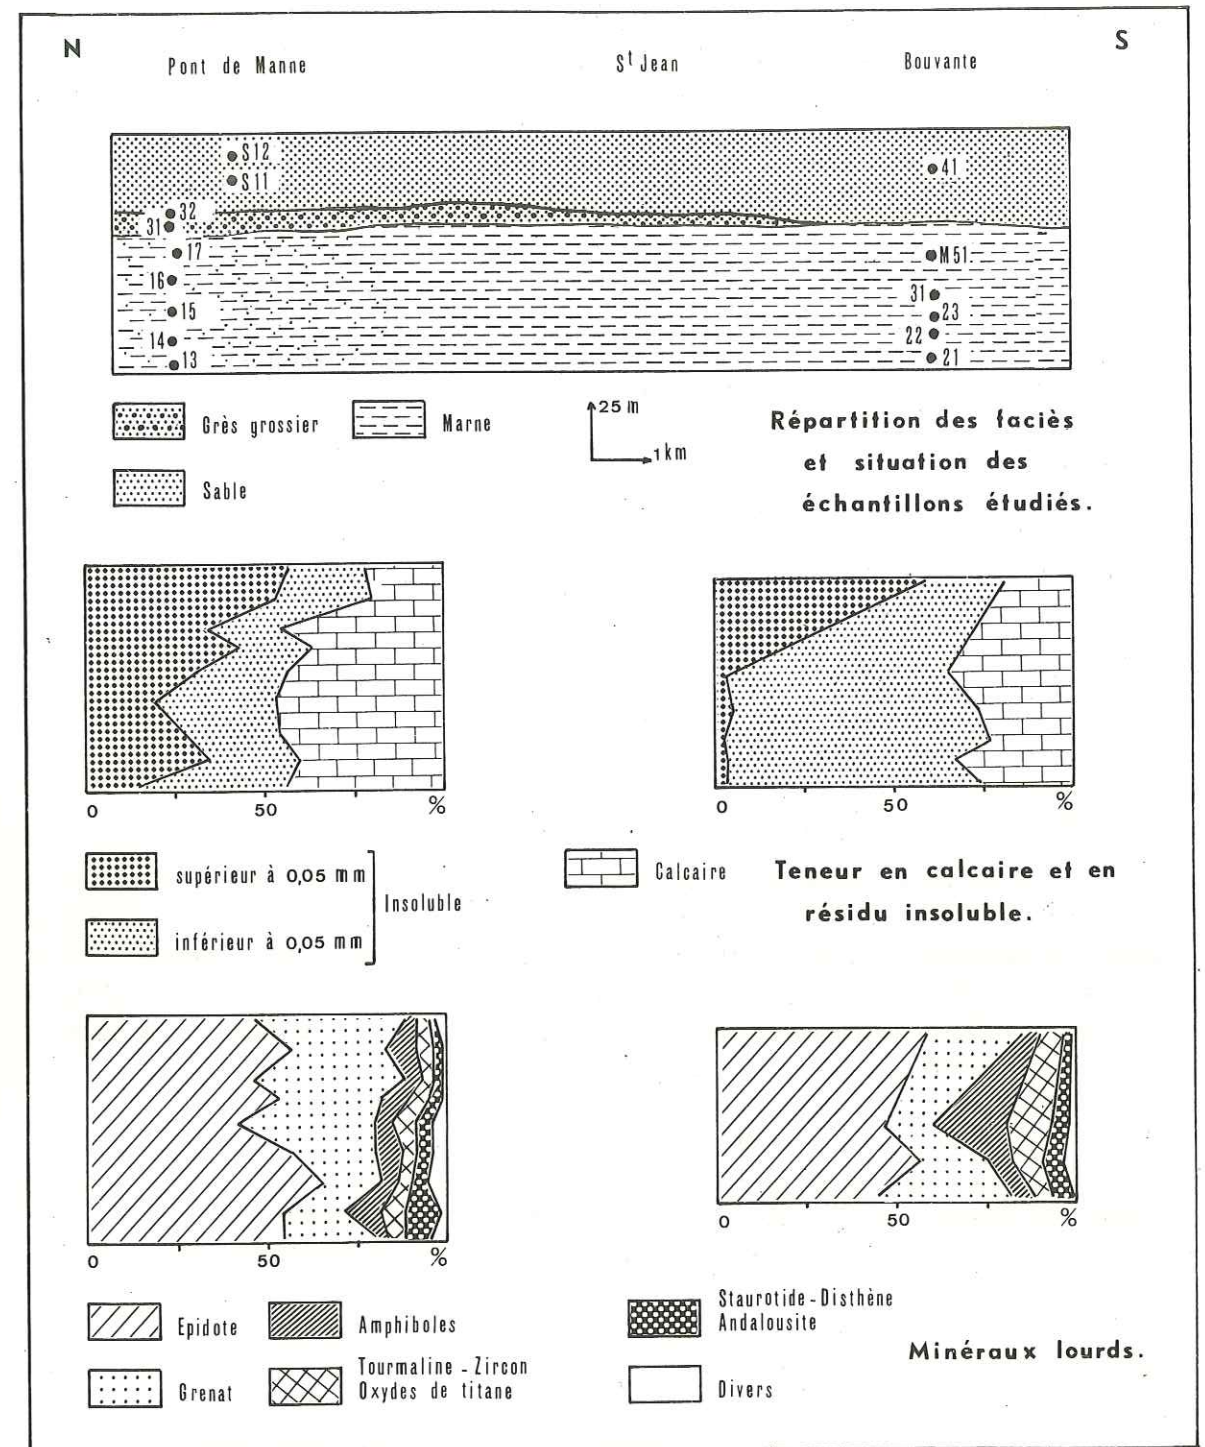 N
S
Pont de Manne
St Jean
Bouvante
S12
S11
41
32
31
17
M51
16
31
15
23
14
22
13
21
Grès grossier
Marne
25 m
1 km
Sable
Répartition des faciès
et situation des
échantillons étudiés.
0
50
%
0
50
%
supérieur à 0,05 mm
inférieur à 0,05 mm
Insoluble
Calcaire
Teneur en calcaire et en
résidu insoluble.
0
50
%
0
50
%
Epidote
Amphiboles
Staurotide - Disthène
Andalousite
Grenat
Tourmaline - Zircon
Oxydes de titane
Divers
Minéraux lourds.